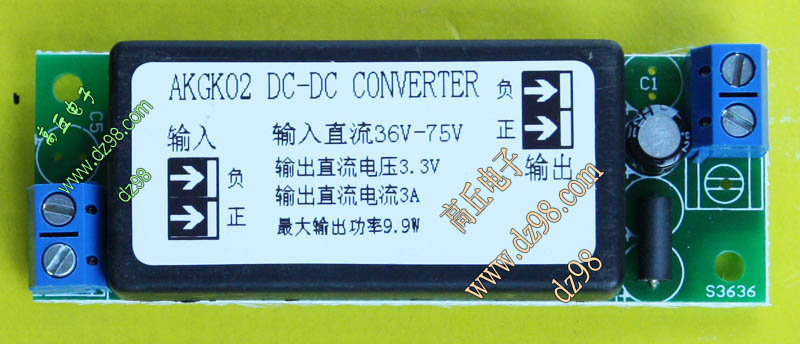 AKGK02 DC-DC CONVERTER
输入
输入直流36V-75V
负
正
输出
输出直流电压3.3V
输出直流电流3A
最大输出功率9.9W
负
正
C1
C5
S3636
高丘电子
www.dz98.com
dz98
高丘电子
www.dz98.com
dz98